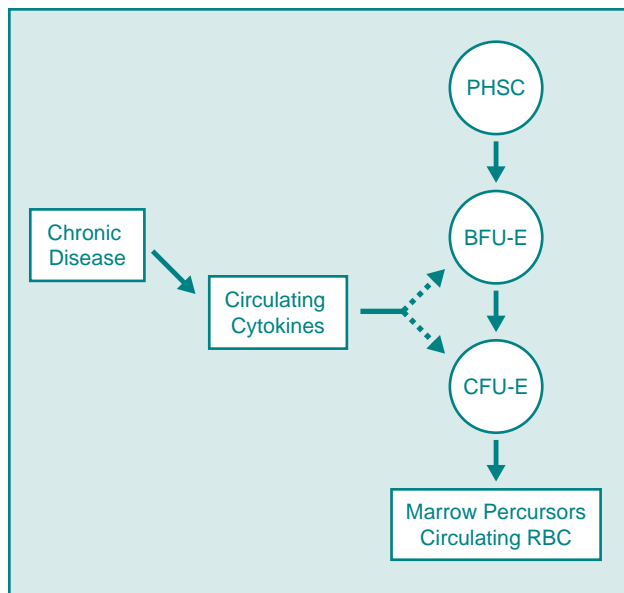 PHSC
Chronic
Disease
BFU-E
Circulating
Cytokines
CFU-E
Marrow Percursors
Circulating RBC